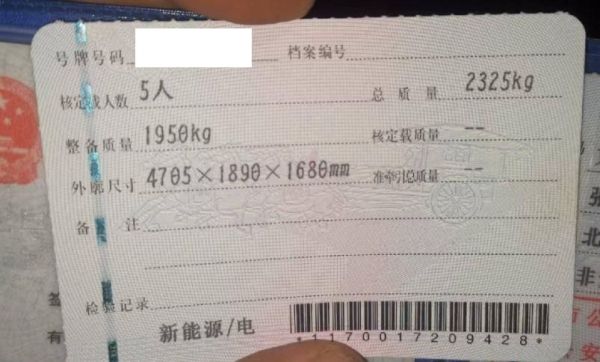 号牌号码 档案编号
核定载人数 5人 总质量 2325kg
整备质量 1950kg 核定载质量 --
外廓尺寸 4705×1890×1680mm 准牵引总质量 --
备注
检验记录
新能源/电
*1170017209428*